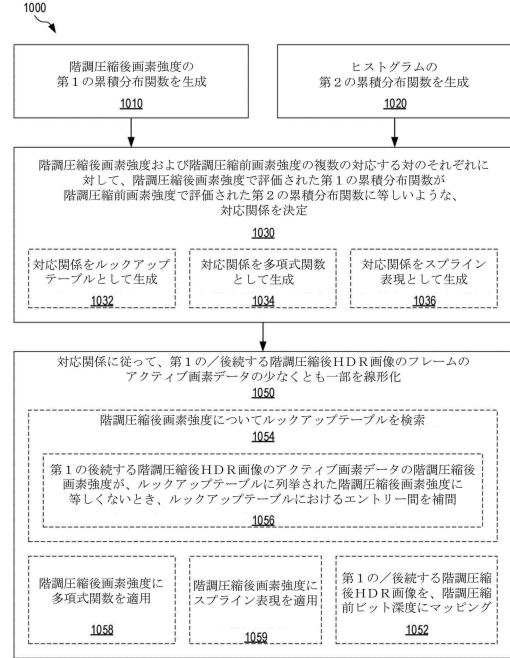 1000
階調圧縮後画素強度の
第1の累積分布関数を生成
1010
ヒストグラムの
第2の累積分布関数を生成
1020
階調圧縮後画素強度および階調圧縮前画素強度の複数の対応する対のそれぞれに
対して、階調圧縮後画素強度で評価された第1の累積分布関数が
階調圧縮前画素強度で評価された第2の累積分布関数に等しいような、
対応関係を決定
1030
対応関係をルックアップ
テーブルとして生成
1032
対応関係を多項式関数
として生成
1034
対応関係をスプライン
表現として生成
1036
対応関係に従って、第1の/後続する階調圧縮後HDR画像のフレームの
アクティブ画素データの少なくとも一部を線形化
1050
階調圧縮後画素強度についてルックアップテーブルを検索
1054
第1の後続する階調圧縮後HDR画像のアクティブ画素データの階調圧縮後
画素強度が、ルックアップテーブルに列挙された階調圧縮後画素強度に
等しくないとき、ルックアップテーブルにおけるエントリー間を補間
1056
階調圧縮後画素強度に
多項式関数を適用
1058
階調圧縮後画素強度に
スプライン表現を適用
1059
第1の/後続する階調圧縮
後HDR画像を、階調圧縮
前ビット深度にマッピング
1052